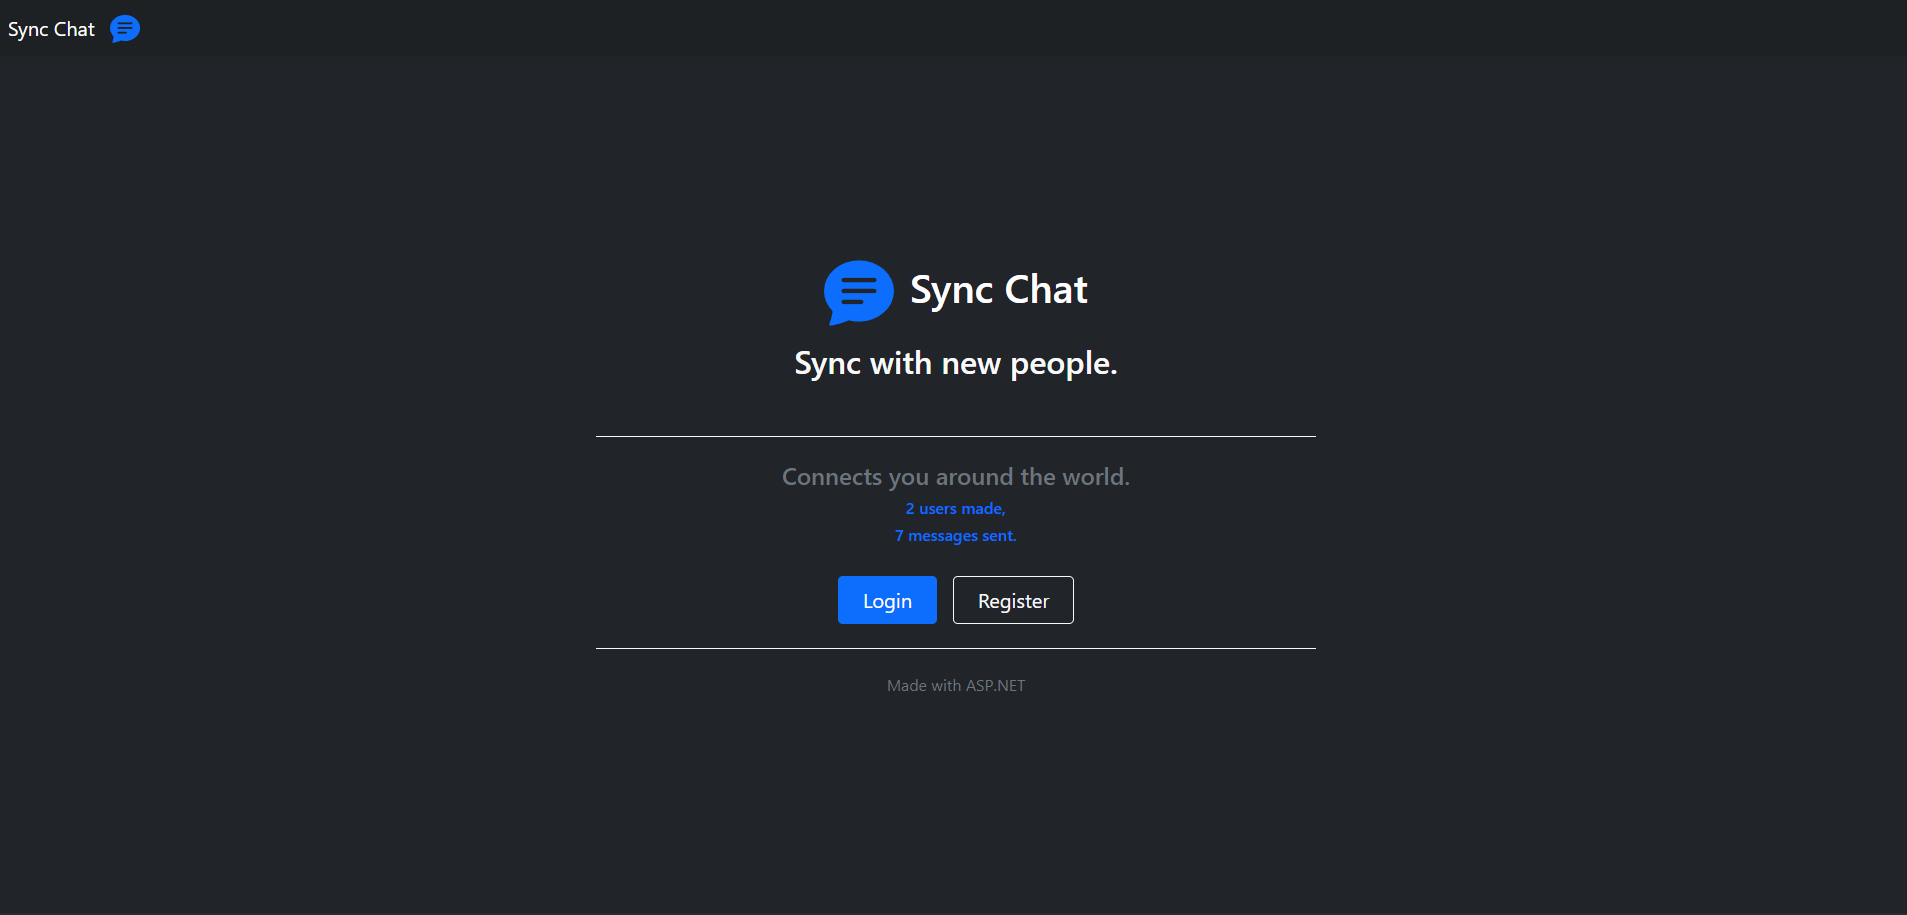 Sync Chat
Sync Chat
Sync with new people.
Connects you around the world.
2 users made,
7 messages sent.
Login
Register
Made with ASP.NET